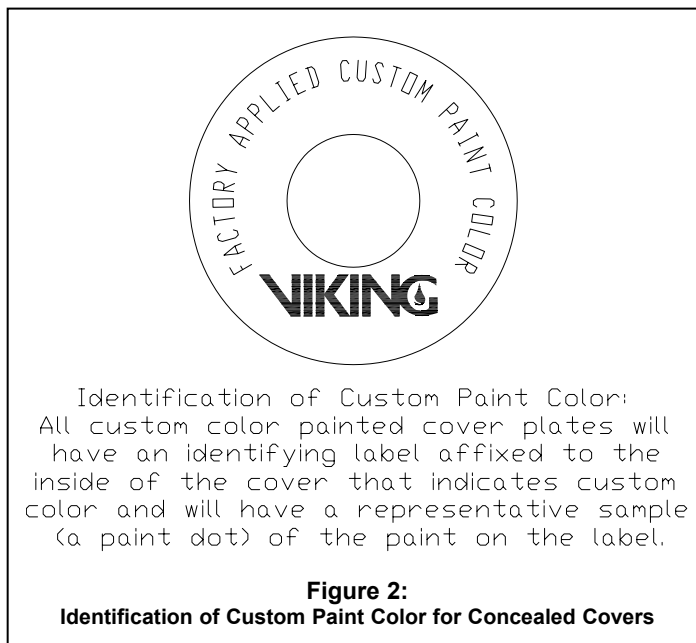 FACTORY APPLIED CUSTOM PAINT COLOR
VIKING
Identification of Custom Paint Color:
All custom color painted cover plates will
have an identifying label affixed to the
inside of the cover that indicates custom
color and will have a representative sample
(a paint dot) of the paint on the label.
Figure 2:
Identification of Custom Paint Color for Concealed Covers